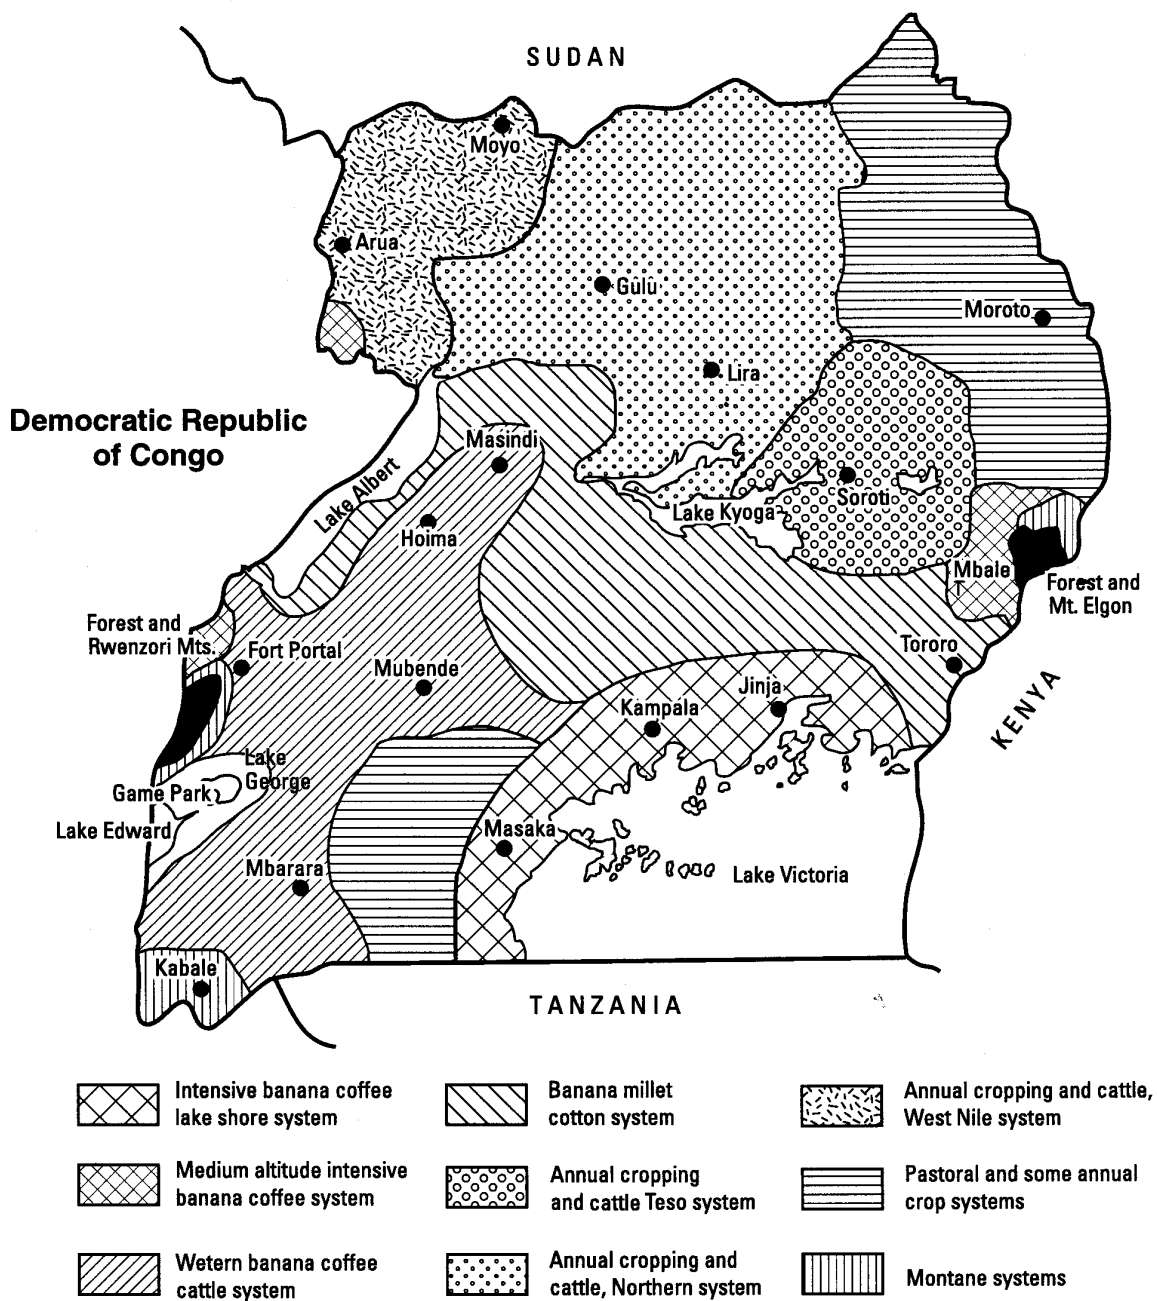 SUDAN
Moyo
Arua
Gulu
Moroto
Lira
Democratic Republic
of Congo
Masindi
Lake Albert
Soroti
Lake Kyoga
Hoima
Mbale
Forest and
Mt. Elgon
Forest and
Rwenzori Mts.
Fort Portal
Tororo
Mubende
Jinja
Kampala
KENYA
Lake
George
Game Park
Lake Edward
Masaka
Mbarara
Lake Victoria
Kabale
TANZANIA
Intensive banana coffee
lake shore system
Banana millet
cotton system
Annual cropping and cattle,
West Nile system
Medium altitude intensive
banana coffee system
Annual cropping
and cattle Teso system
Pastoral and some annual
crop systems
Wetern banana coffee
cattle system
Annual cropping and
cattle, Northern system
Montane systems